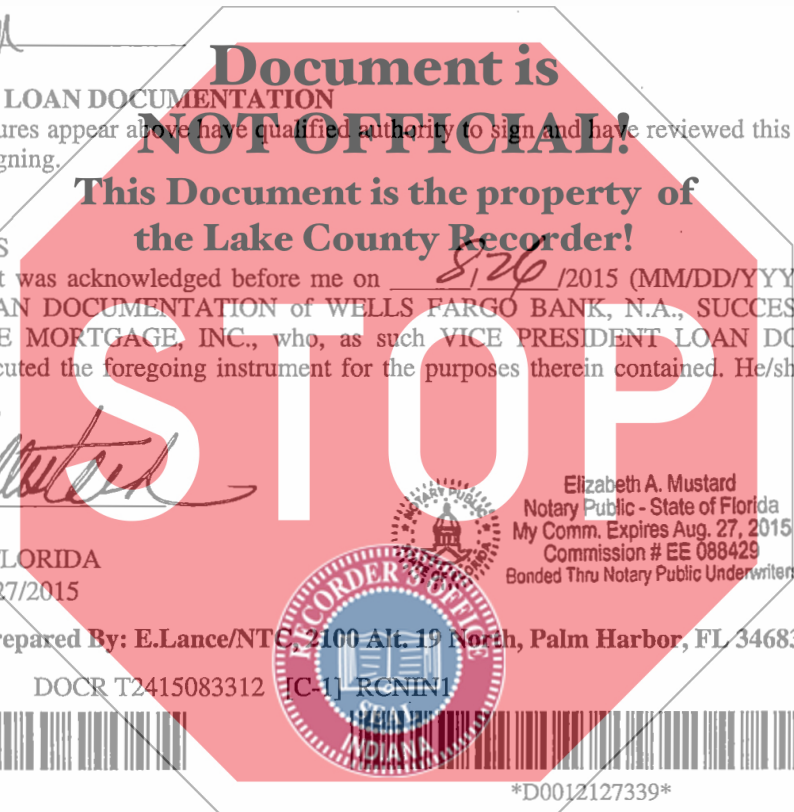 Document is
LOAN DOCUMENTATION
NOT OFFICIAL!
ures appear above have qualified authority to sign and have reviewed this
gning.
This Document is the property of
the Lake County Recorder!
S
t was acknowledged before me on 8/26/2015 (MM/DD/YYY
AN DOCUMENTATION of WELLS FARGO BANK, N.A., SUCCES
E MORTGAGE, INC., who, as such VICE PRESIDENT LOAN DO
cuted the foregoing instrument for the purposes therein contained. He/sh
STOP
Elizabeth A. Mustard
Notary Public - State of Florida
My Comm. Expires Aug. 27, 2015
Commission # EE 088429
Bonded Thru Notary Public Underwriters
NOTARY PUBLIC
STATE OF FLORIDA
LORIDA
27/2015
RECORDER'S OFFICE
SEAL
INDIANA
repared By: E.Lance/NTC, 2100 Alt. 19 North, Palm Harbor, FL 34683
DOCR T2415083312 [C-1] RCNIN1
*D0012127339*